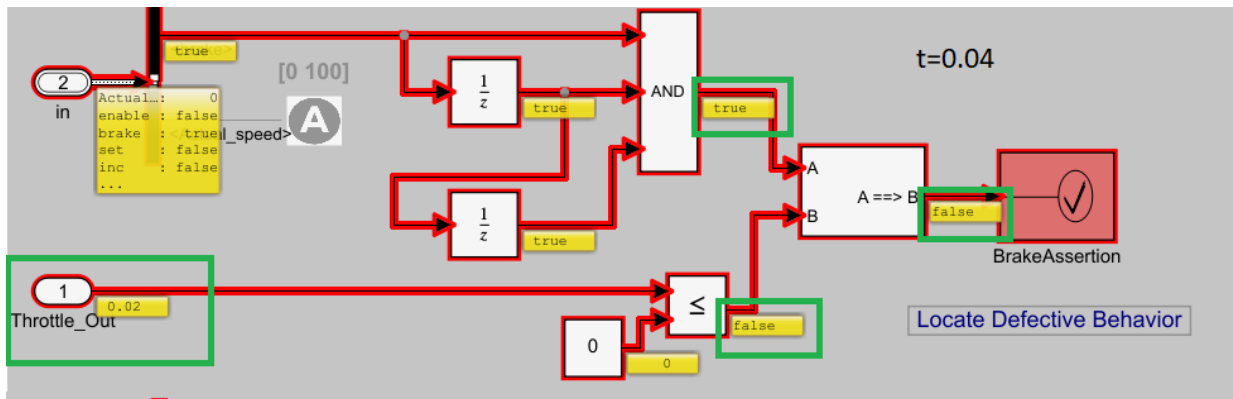 true
2
in
Actual…: 0
enable : false
brake : true
set : false
inc : false
...
[0 100]
A
l_speed>
1
z
true
1
z
true
AND
true
t=0.04
A
B
A ==> B
false
BrakeAssertion
1
Throttle_Out
0.02
≤
false
0
0
Locate Defective Behavior